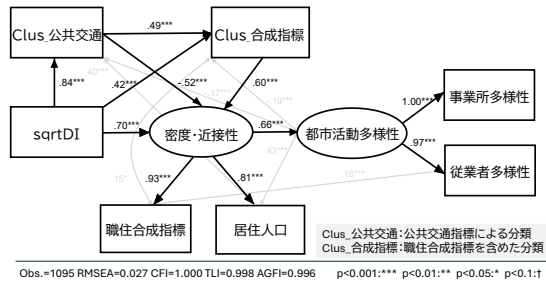 .49***
Clus_公共交通
Clus_合成指標
.84***
.40***
.42***
-.52***
.17***
-.19***
.60***
sqrtDI
.70***
密度・近接性
.66***
都市活動多様性
1.00***
事業所多様性
.97***
従業者多様性
.93***
.81***
.43***
.15*
.16***
職住合成指標
居住人口
Clus_公共交通:公共交通指標による分類
Clus_合成指標:職住合成指標を含めた分類
Obs.=1095 RMSEA=0.027 CFI=1.000 TLI=0.998 AGFI=0.996 p<0.001:*** p<0.01:** p<0.05:* p<0.1:†